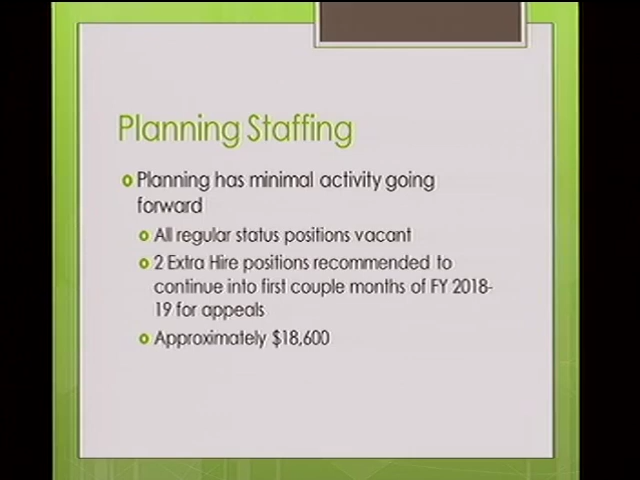 Planning Staffing
Planning has minimal activity going
forward
All regular status positions vacant
2 Extra Hire positions recommended to
continue into first couple months of FY 2018-
19 for appeals
Approximately $18,600